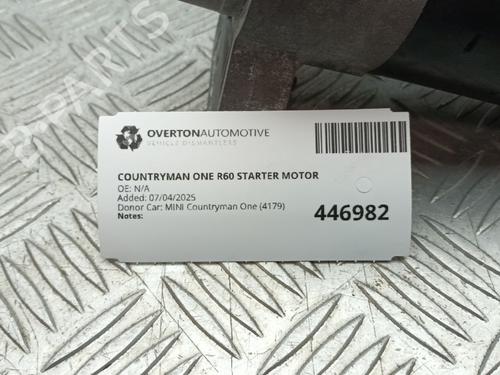 OVERTONAUTOMOTIVE
VEHICLE DISMANTLERS
COUNTRYMAN ONE R60 STARTER MOTOR
OE: N/A
Added: 07/04/2025
Donor Car: MINI Countryman One (4179)
Notes:
446982